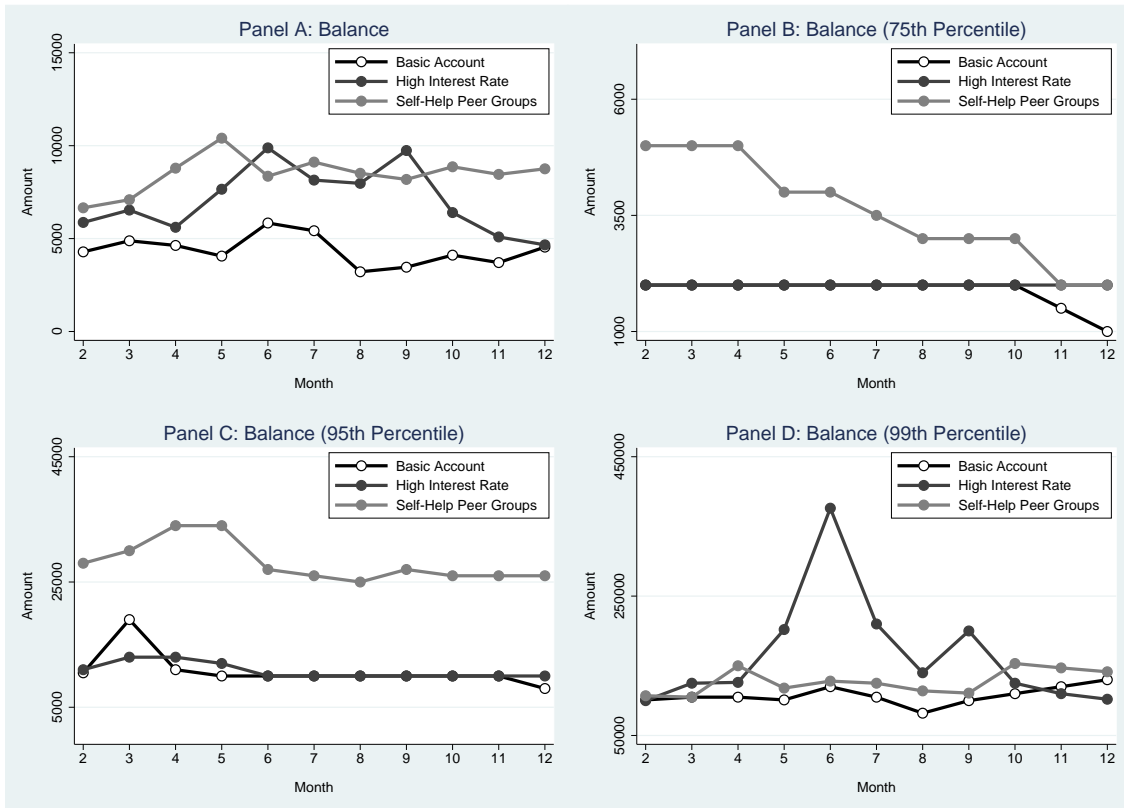 Panel A: Balance
15000
10000
5000
0
Amount
Basic Account
High Interest Rate
Self-Help Peer Groups
2 3 4 5 6 7 8 9 10 11 12
Month
Panel B: Balance (75th Percentile)
6000
3500
1000
Amount
Basic Account
High Interest Rate
Self-Help Peer Groups
2 3 4 5 6 7 8 9 10 11 12
Month
Panel C: Balance (95th Percentile)
45000
25000
5000
Amount
Basic Account
High Interest Rate
Self-Help Peer Groups
2 3 4 5 6 7 8 9 10 11 12
Month
Panel D: Balance (99th Percentile)
450000
250000
50000
Amount
Basic Account
High Interest Rate
Self-Help Peer Groups
2 3 4 5 6 7 8 9 10 11 12
Month